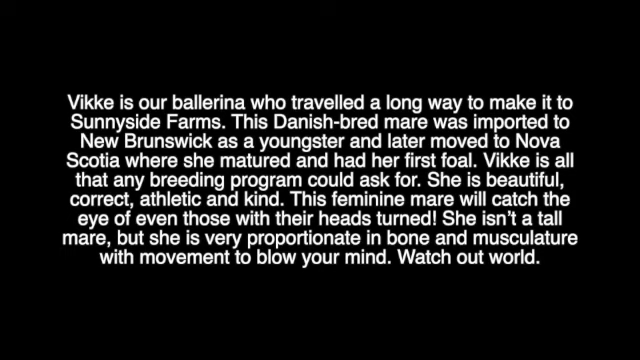 Vikke is our ballerina who travelled a long way to make it to
Sunnyside Farms. This Danish-bred mare was imported to
New Brunswick as a youngster and later moved to Nova
Scotia where she matured and had her first foal. Vikke is all
that any breeding program could ask for. She is beautiful,
correct, athletic and kind. This feminine mare will catch the
eye of even those with their heads turned! She isn’t a tall
mare, but she is very proportionate in bone and musculature
with movement to blow your mind. Watch out world.